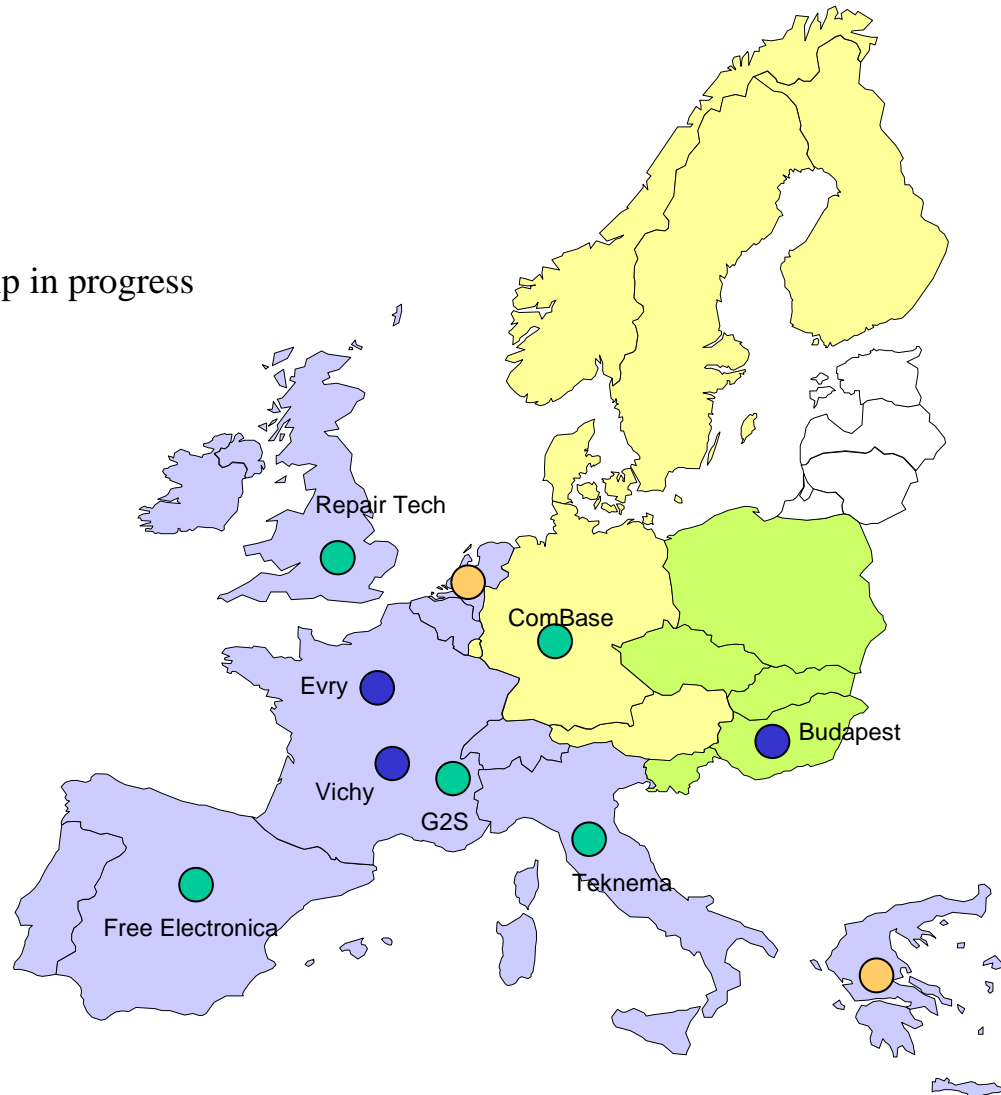 p in progress
Repair Tech
ComBase
Evry
Budapest
Vichy
G2S
Teknema
Free Electronica